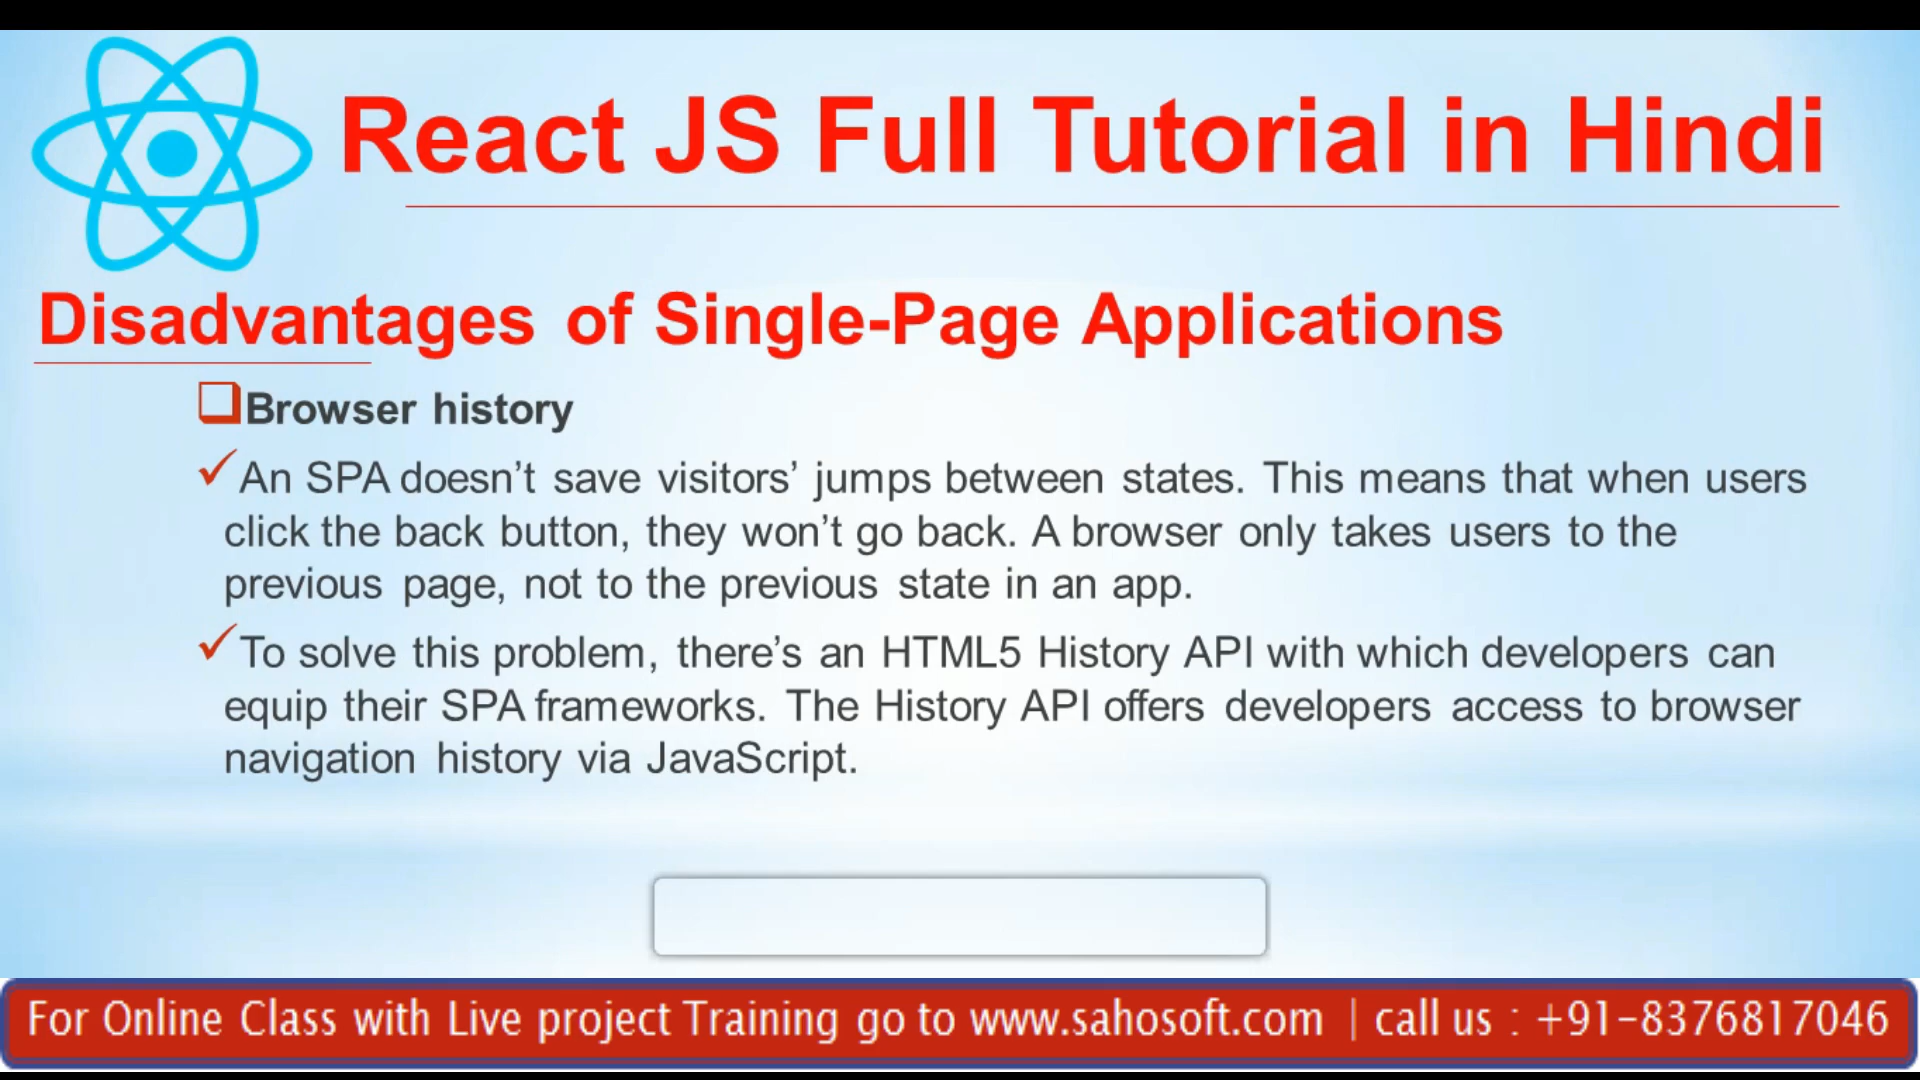 React JS Full Tutorial in Hindi
Disadvantages of Single-Page Applications
Browser history
An SPA doesn’t save visitors’ jumps between states. This means that when users
click the back button, they won’t go back. A browser only takes users to the
previous page, not to the previous state in an app.
To solve this problem, there’s an HTML5 History API with which developers can
equip their SPA frameworks. The History API offers developers access to browser
navigation history via JavaScript.
For Online Class with Live project Training go to www.sahosoft.com | call us : +91-8376817046